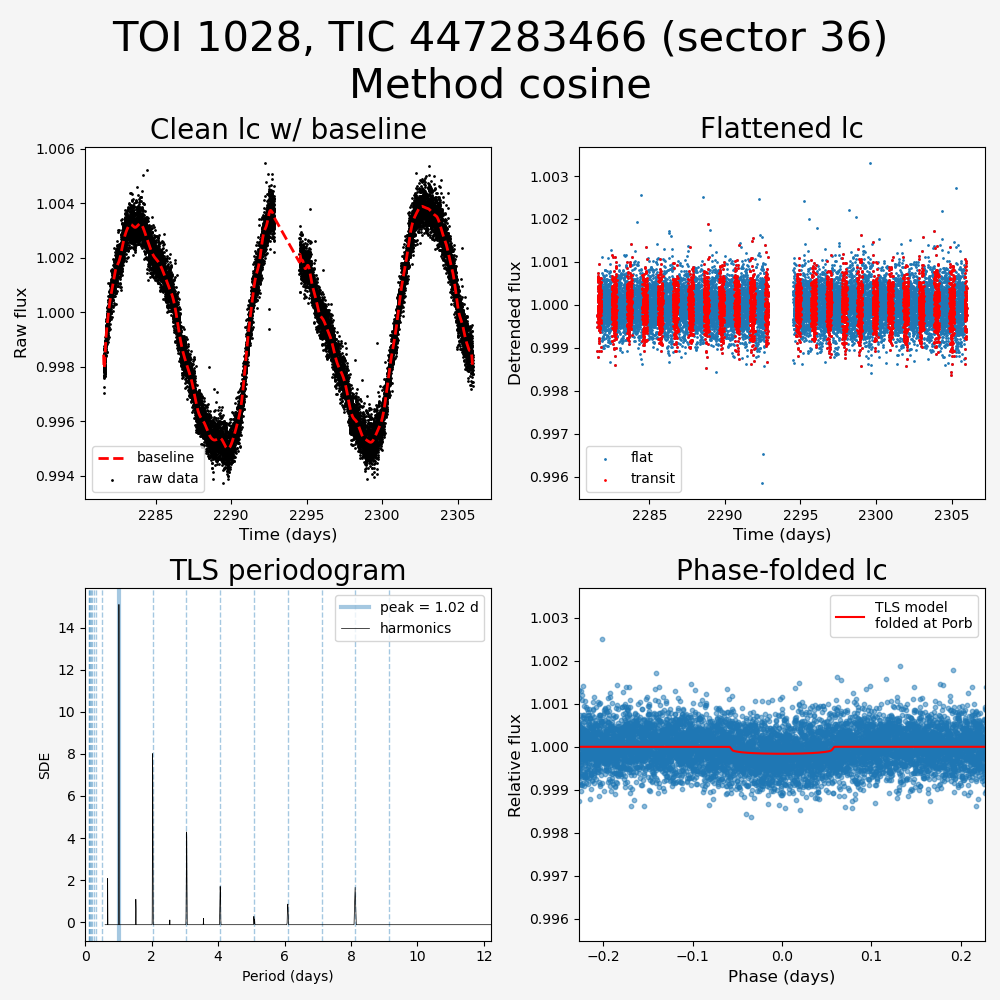 TOI 1028, TIC 447283466 (sector 36)
Method cosine
Clean lc w/ baseline
1.006
1.004
1.002
1.000
0.998
0.996
0.994
Raw flux
baseline
raw data
2285
2290
2295
2300
2305
Time (days)
Flattened lc
1.003
1.002
1.001
1.000
0.999
0.998
0.997
0.996
Detrended flux
flat
transit
2285
2290
2295
2300
2305
Time (days)
TLS periodogram
14
12
10
8
6
4
2
0
SDE
peak = 1.02 d
harmonics
0
2
4
6
8
10
12
Period (days)
Phase-folded lc
1.003
1.002
1.001
1.000
0.999
0.998
0.997
0.996
Relative flux
TLS model
folded at Porb
−0.2
−0.1
0.0
0.1
0.2
Phase (days)